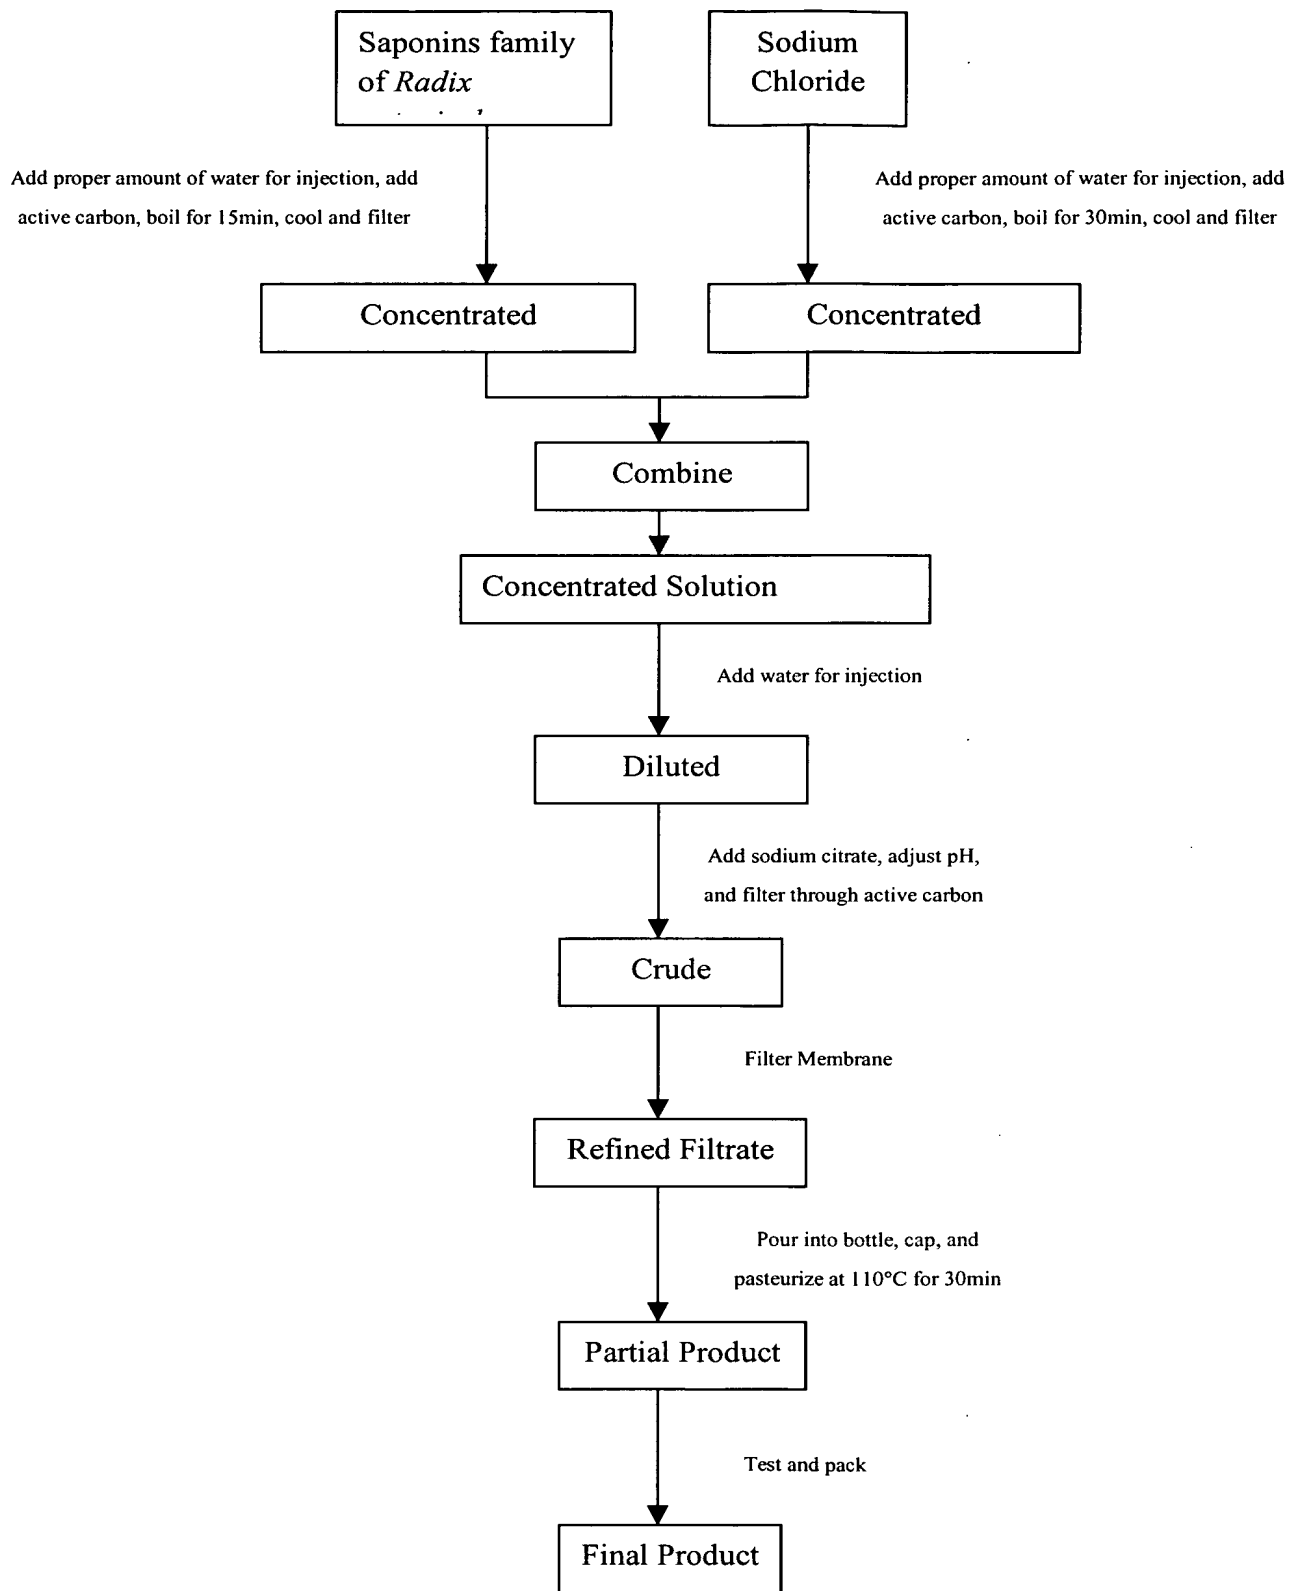 Saponins family
of Radix
Sodium
Chloride
Add proper amount of water for injection, add
active carbon, boil for 15min, cool and filter
Add proper amount of water for injection, add
active carbon, boil for 30min, cool and filter
Concentrated
Concentrated
Combine
Concentrated Solution
Add water for injection
Diluted
Add sodium citrate, adjust pH,
and filter through active carbon
Crude
Filter Membrane
Refined Filtrate
Pour into bottle, cap, and
pasteurize at 110°C for 30min
Partial Product
Test and pack
Final Product